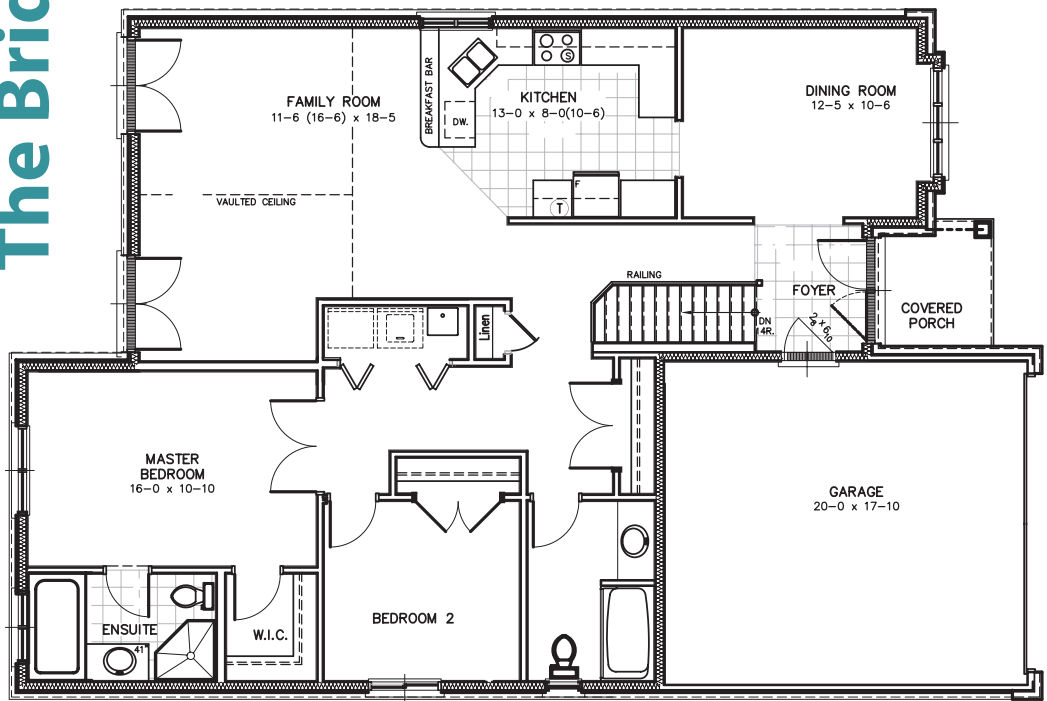 The Bric
FAMILY ROOM
11-6 (16-6) x 18-5
BREAKFAST BAR
DW.
S
KITCHEN
13-0 x 8-0(10-6)
DINING ROOM
12-5 x 10-6
VAULTED CEILING
F
T
RAILING
FOYER
COVERED
PORCH
DN
14R.
Linen
MASTER
BEDROOM
16-0 x 10-10
GARAGE
20-0 x 17-10
BEDROOM 2
ENSUITE
41"
W.I.C.